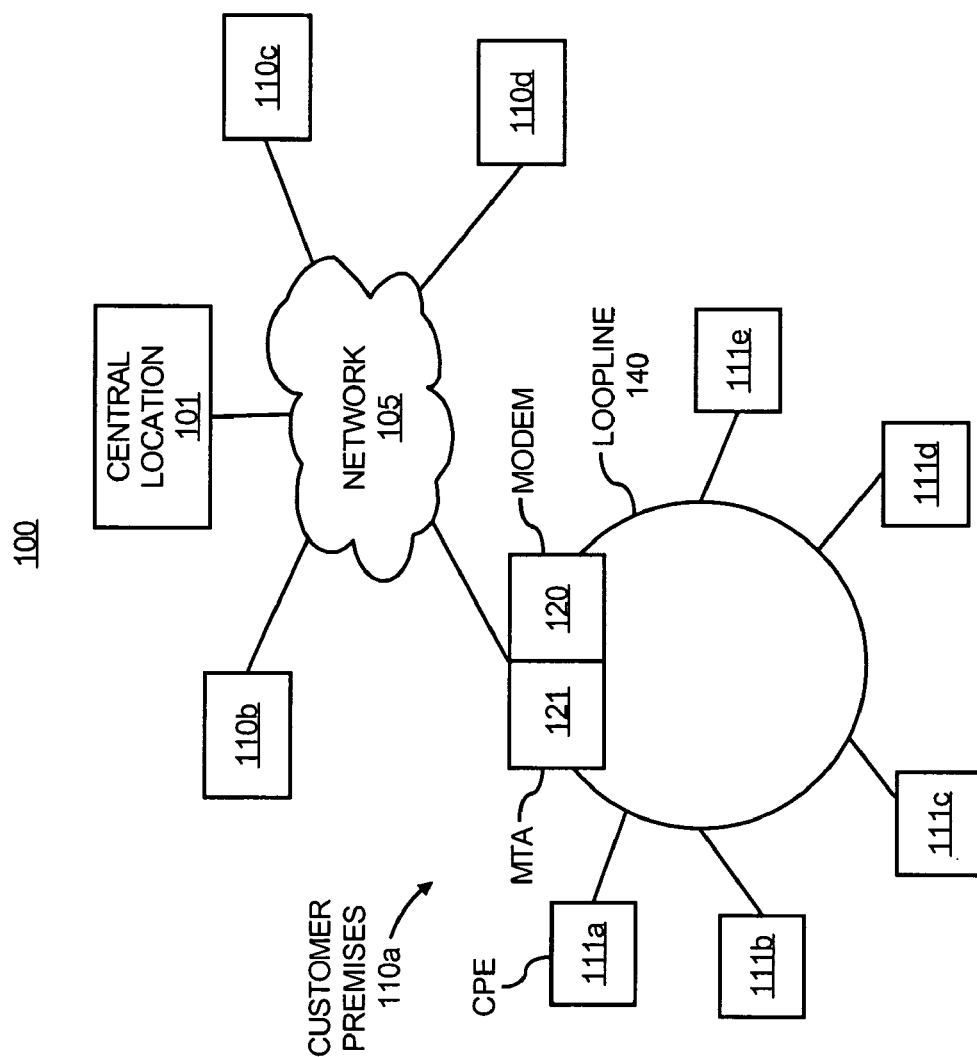 100
CENTRAL
LOCATION
101
110b
110c
NETWORK
105
110d
CUSTOMER
PREMISES
110a
MTA
121
120
MODEM
LOOPLINE
140
CPE
111a
111b
111c
111d
111e